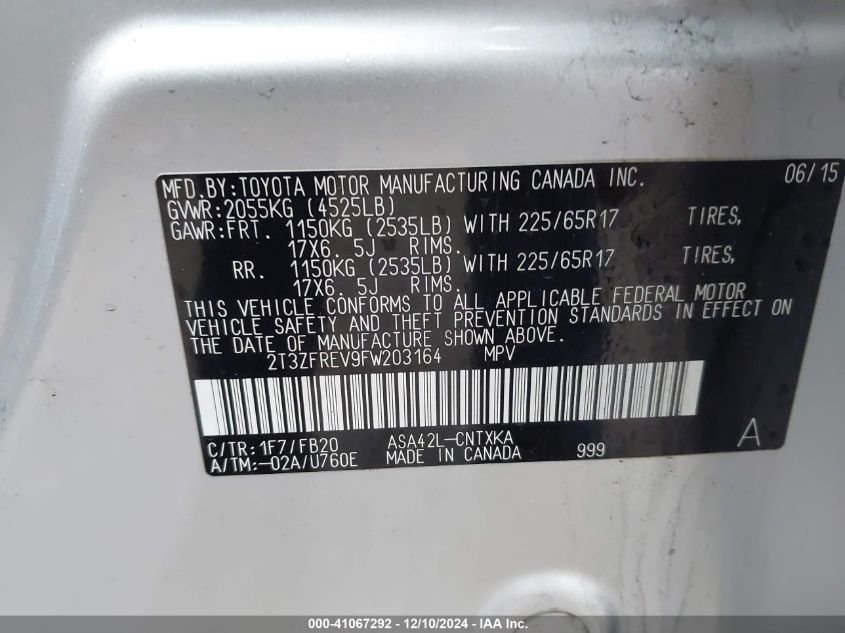 MFD.BY:TOYOTA MOTOR MANUFACTURING CANADA INC. 06/15
GVWR:2055KG (4525LB)
GAWR:FRT. 1150KG (2535LB) WITH 225/65R17 TIRES,
17X6. 5J RIMS.
RR. 1150KG (2535LB) WITH 225/65R17 TIRES,
17X6. 5J RIMS.
THIS VEHICLE CONFORMS TO ALL APPLICABLE FEDERAL MOTOR
VEHICLE SAFETY AND THEFT PREVENTION STANDARDS IN EFFECT ON
THE DATE OF MANUFACTURE SHOWN ABOVE.
2T3ZFREV9FW203164 MPV
C/TR:1F7/FB20 ASA42L-CNTXKA A
A/TM:-02A/U760E MADE IN CANADA 999
000-41067292 - 12/10/2024 - IAA Inc.